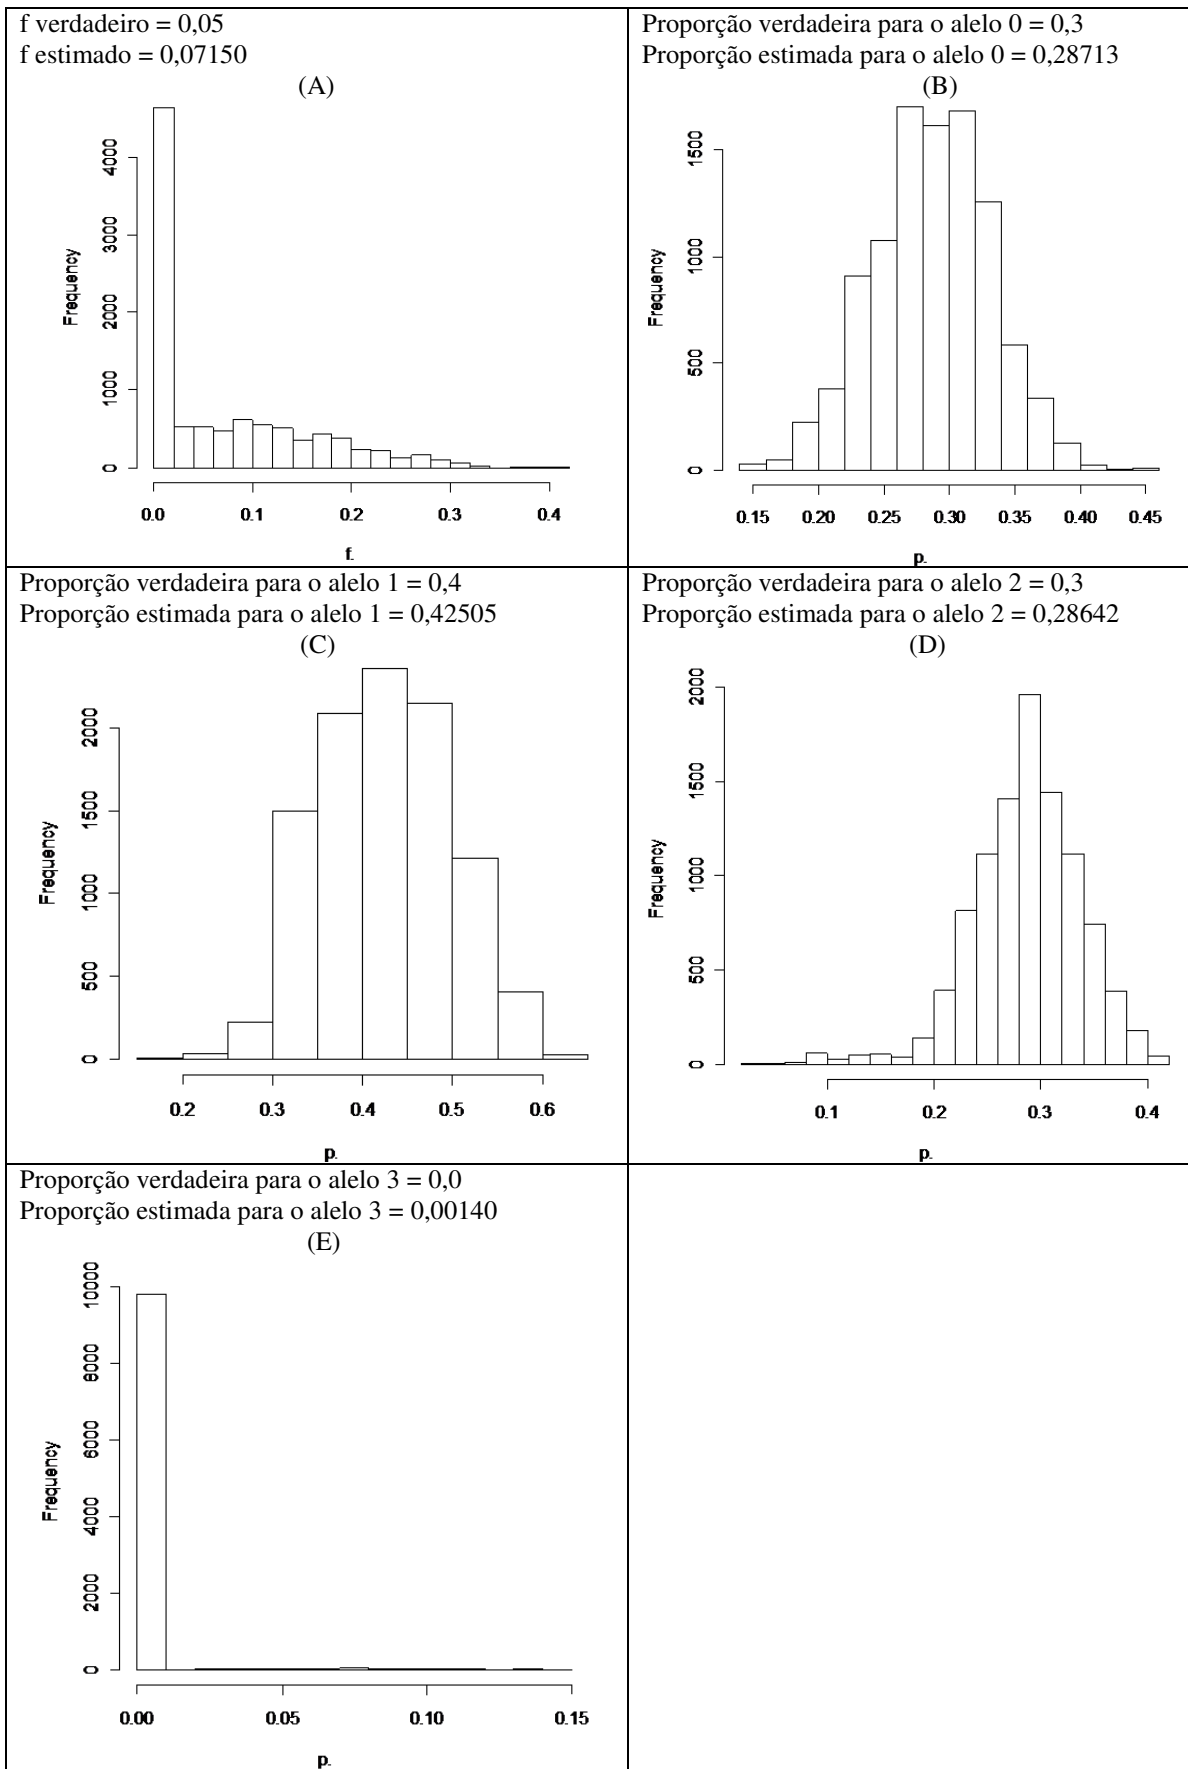 f verdadeiro = 0,05
f estimado = 0,07150
(A)
Frequency
0 1000 2000 3000 4000
0.0 0.1 0.2 0.3 0.4
f.
Proporção verdadeira para o alelo 0 = 0,3
Proporção estimada para o alelo 0 = 0,28713
(B)
Frequency
0 500 1000 1500
0.15 0.20 0.25 0.30 0.35 0.40 0.45
p.
Proporção verdadeira para o alelo 1 = 0,4
Proporção estimada para o alelo 1 = 0,42505
(C)
Frequency
0 500 1000 1500 2000
0.2 0.3 0.4 0.5 0.6
p.
Proporção verdadeira para o alelo 2 = 0,3
Proporção estimada para o alelo 2 = 0,28642
(D)
Frequency
0 500 1000 1500 2000
0.1 0.2 0.3 0.4
p.
Proporção verdadeira para o alelo 3 = 0,0
Proporção estimada para o alelo 3 = 0,00140
(E)
Frequency
0 2000 4000 6000 8000 10000
0.00 0.05 0.10 0.15
p.